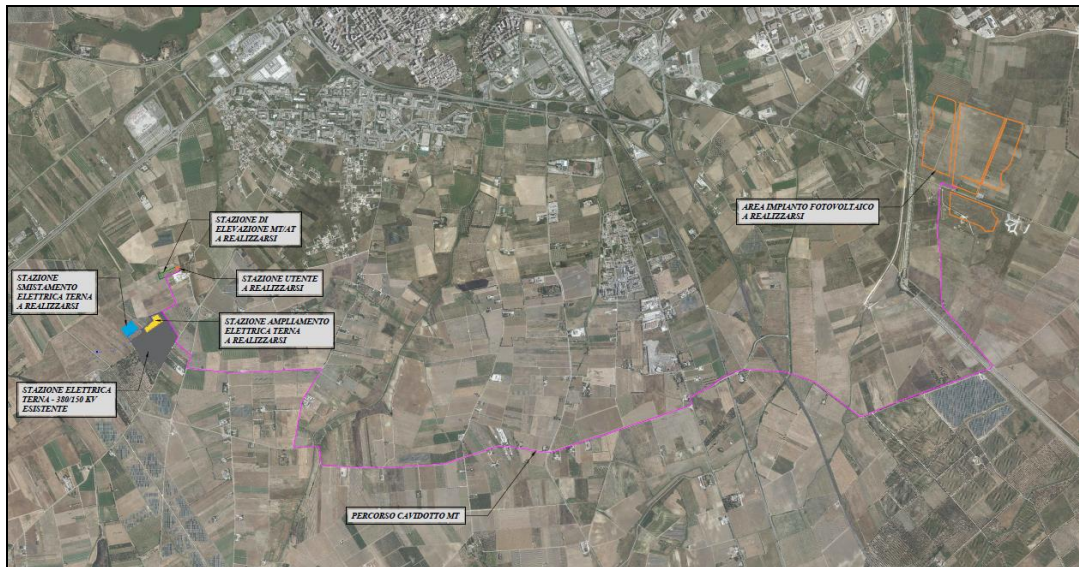 STAZIONE DI
ELEVAZIONE MT/AT
A REALIZZARSI
AREA IMPIANTO FOTOVOLTAICO
A REALIZZARSI
STAZIONE
SMISTAMENTO
ELETTRICA TERNA
A REALIZZARSI
STAZIONE UTENTE
A REALIZZARSI
STAZIONE AMPLIAMENTO
ELETTRICA TERNA
A REALIZZARSI
STAZIONE ELETTRICA
TERNA - 380/150 KV
ESISTENTE
PERCORSO CAVIDOTTO MT